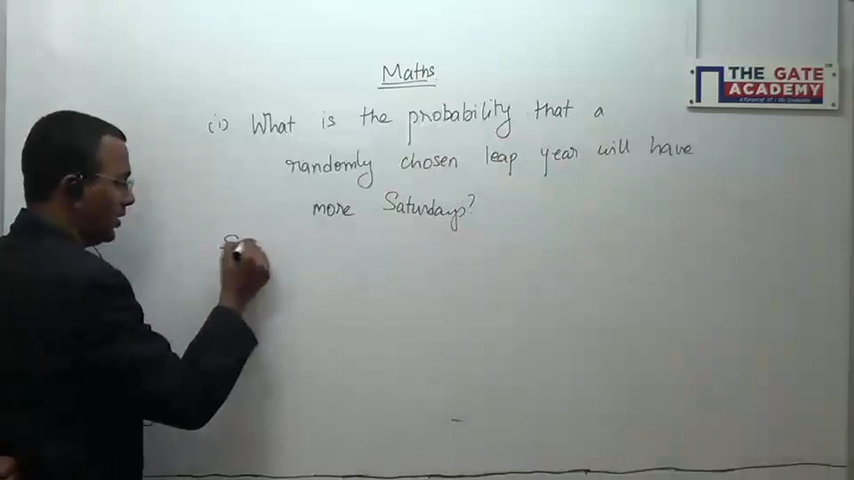 Maths
(i) What is the probability that a
randomly chosen leap year will have
more Saturdays?
S
THE GATE
ACADEMY